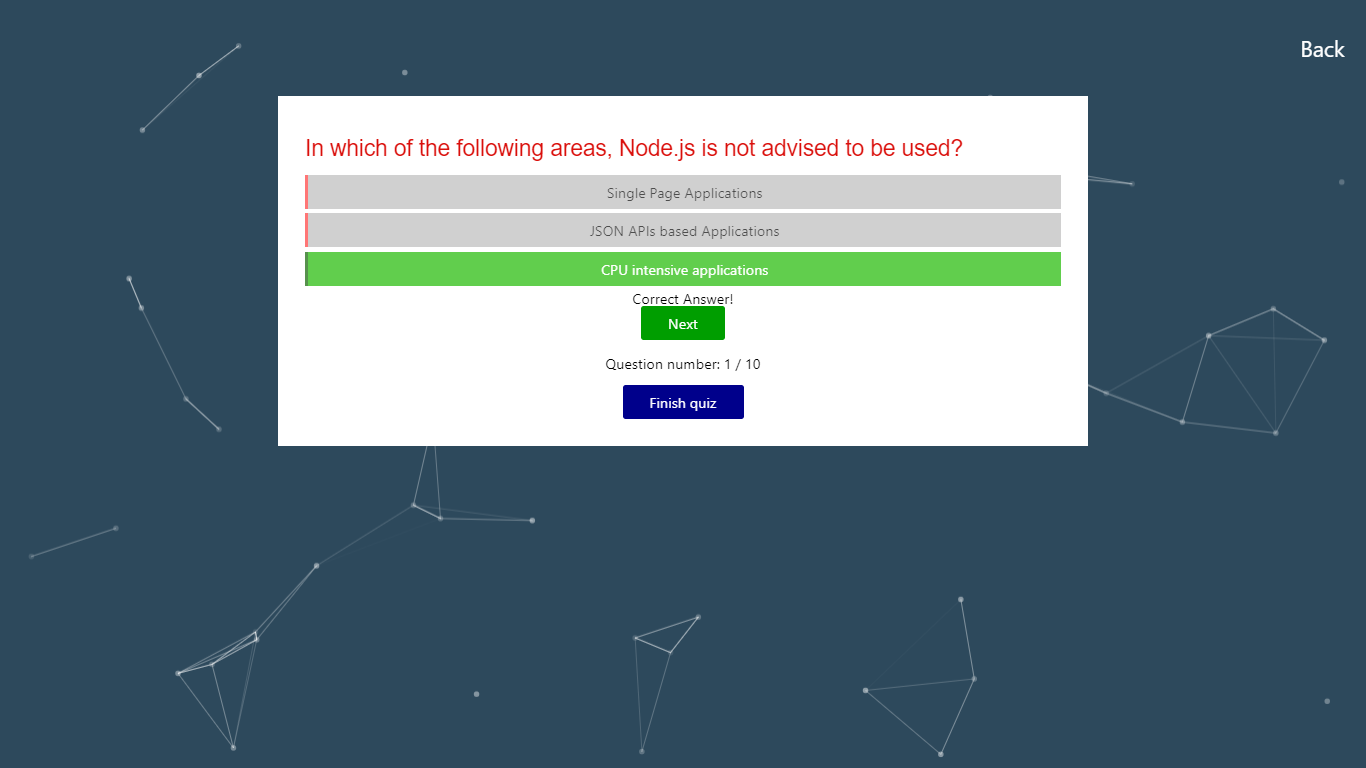 Back
In which of the following areas, Node.js is not advised to be used?
Single Page Applications
JSON APIs based Applications
CPU intensive applications
Correct Answer!
Next
Question number: 1 / 10
Finish quiz